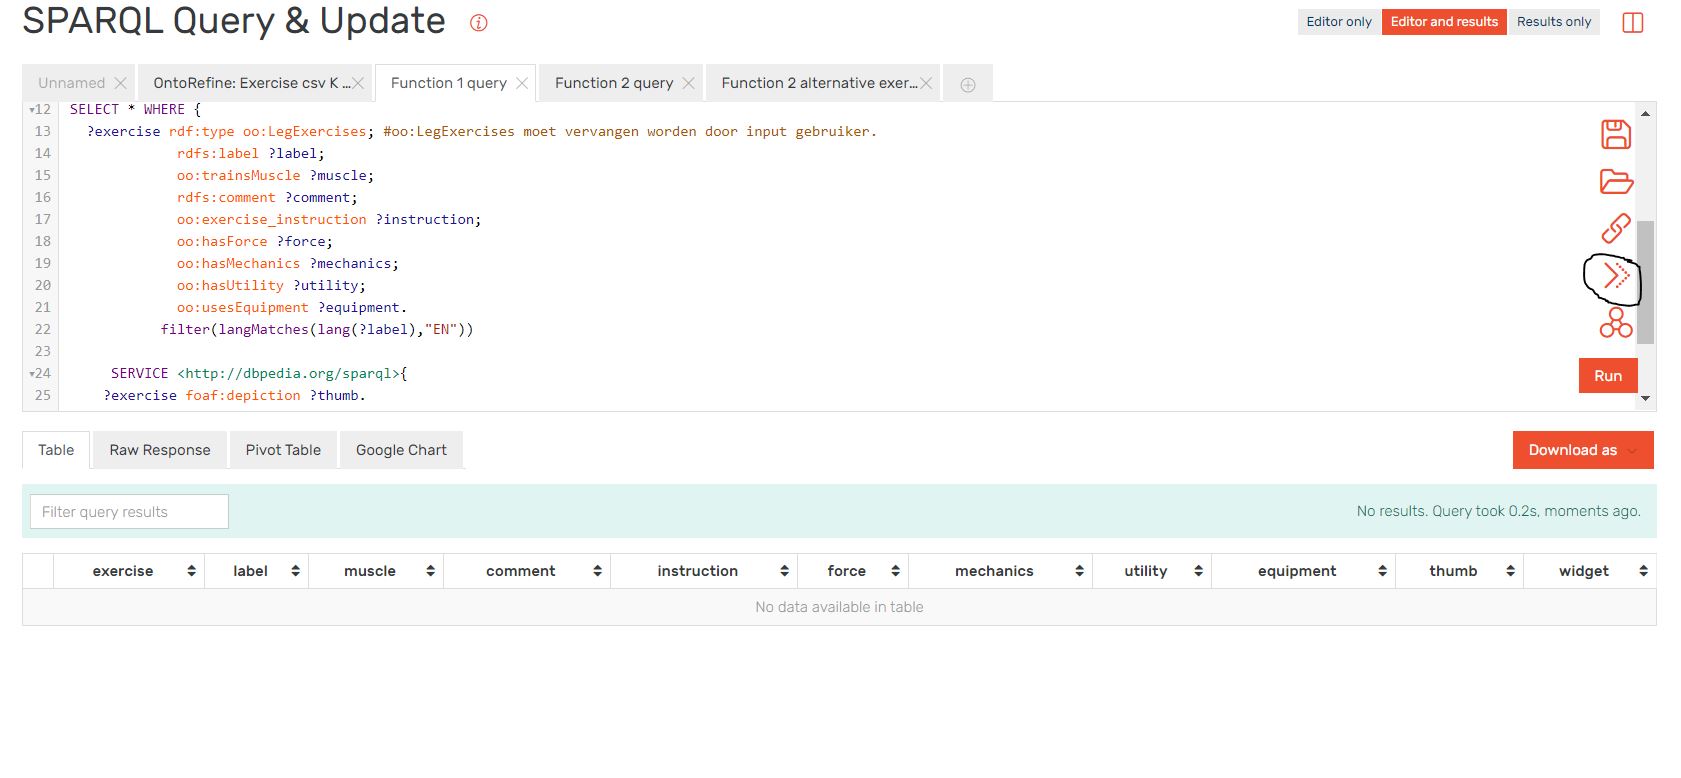 SPARQL Query & Update
Editor only Editor and results Results only
Unnamed OntoRefine: Exercise csv K ... Function 1 query Function 2 query Function 2 alternative exer...
12 SELECT * WHERE {
13 ?exercise rdf:type oo:LegExercises; #oo:LegExercises moet vervangen worden door input gebruiker.
14 rdfs:label ?label;
15 oo:trainsMuscle ?muscle;
16 rdfs:comment ?comment;
17 oo:exercise_instruction ?instruction;
18 oo:hasForce ?force;
19 oo:hasMechanics ?mechanics;
20 oo:hasUtility ?utility;
21 oo:usesEquipment ?equipment.
22 filter(langMatches(lang(?label),"EN"))
23
24 SERVICE <http://dbpedia.org/sparql>{
25 ?exercise foaf:depiction ?thumb.
Run
Table Raw Response Pivot Table Google Chart
Download as
Filter query results
No results. Query took 0.2s, moments ago.
exercise label muscle comment instruction force mechanics utility equipment thumb widget
No data available in table